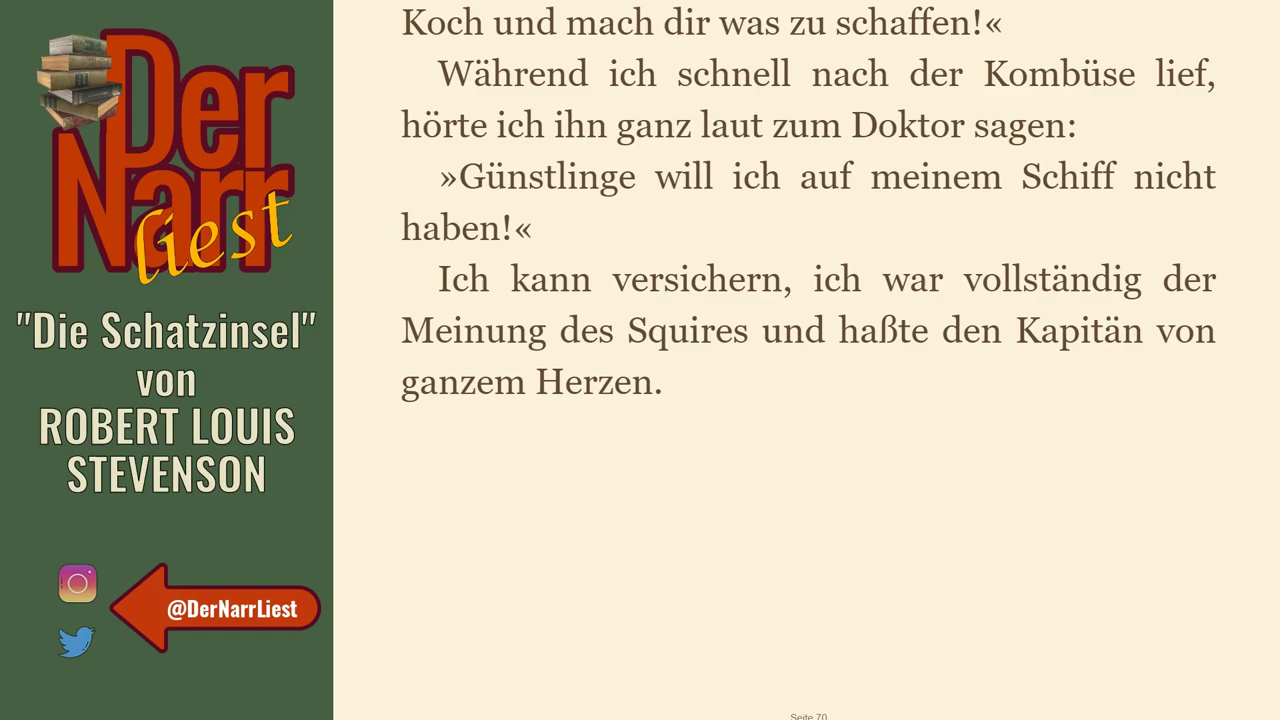 Der
Narr
liest
"Die Schatzinsel"
von
ROBERT LOUIS
STEVENSON
@DerNarrLiest
Koch und mach dir was zu schaffen!«
Während ich schnell nach der Kombüse lief,
hörte ich ihn ganz laut zum Doktor sagen:
»Günstlinge will ich auf meinem Schiff nicht
haben!«
Ich kann versichern, ich war vollständig der
Meinung des Squires und haßte den Kapitän von
ganzem Herzen.
Seite 70